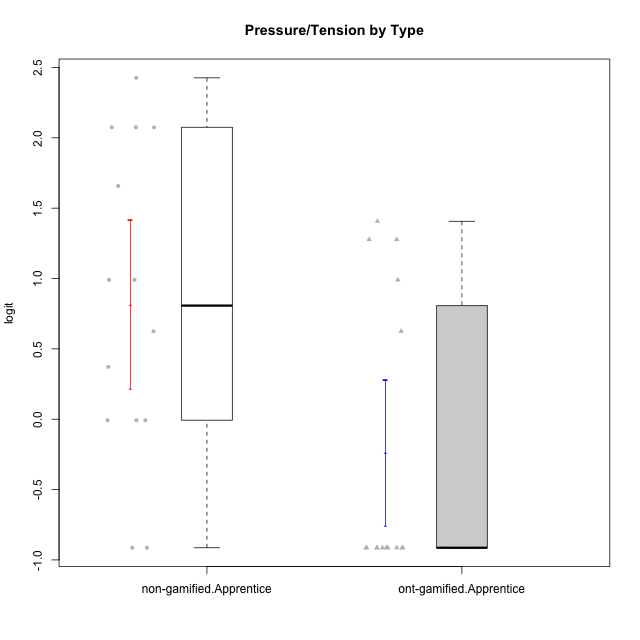 Pressure/Tension by Type
2.5
2.0
1.5
1.0
0.5
0.0
-0.5
-1.0
logit
non-gamified.Apprentice
ont-gamified.Apprentice